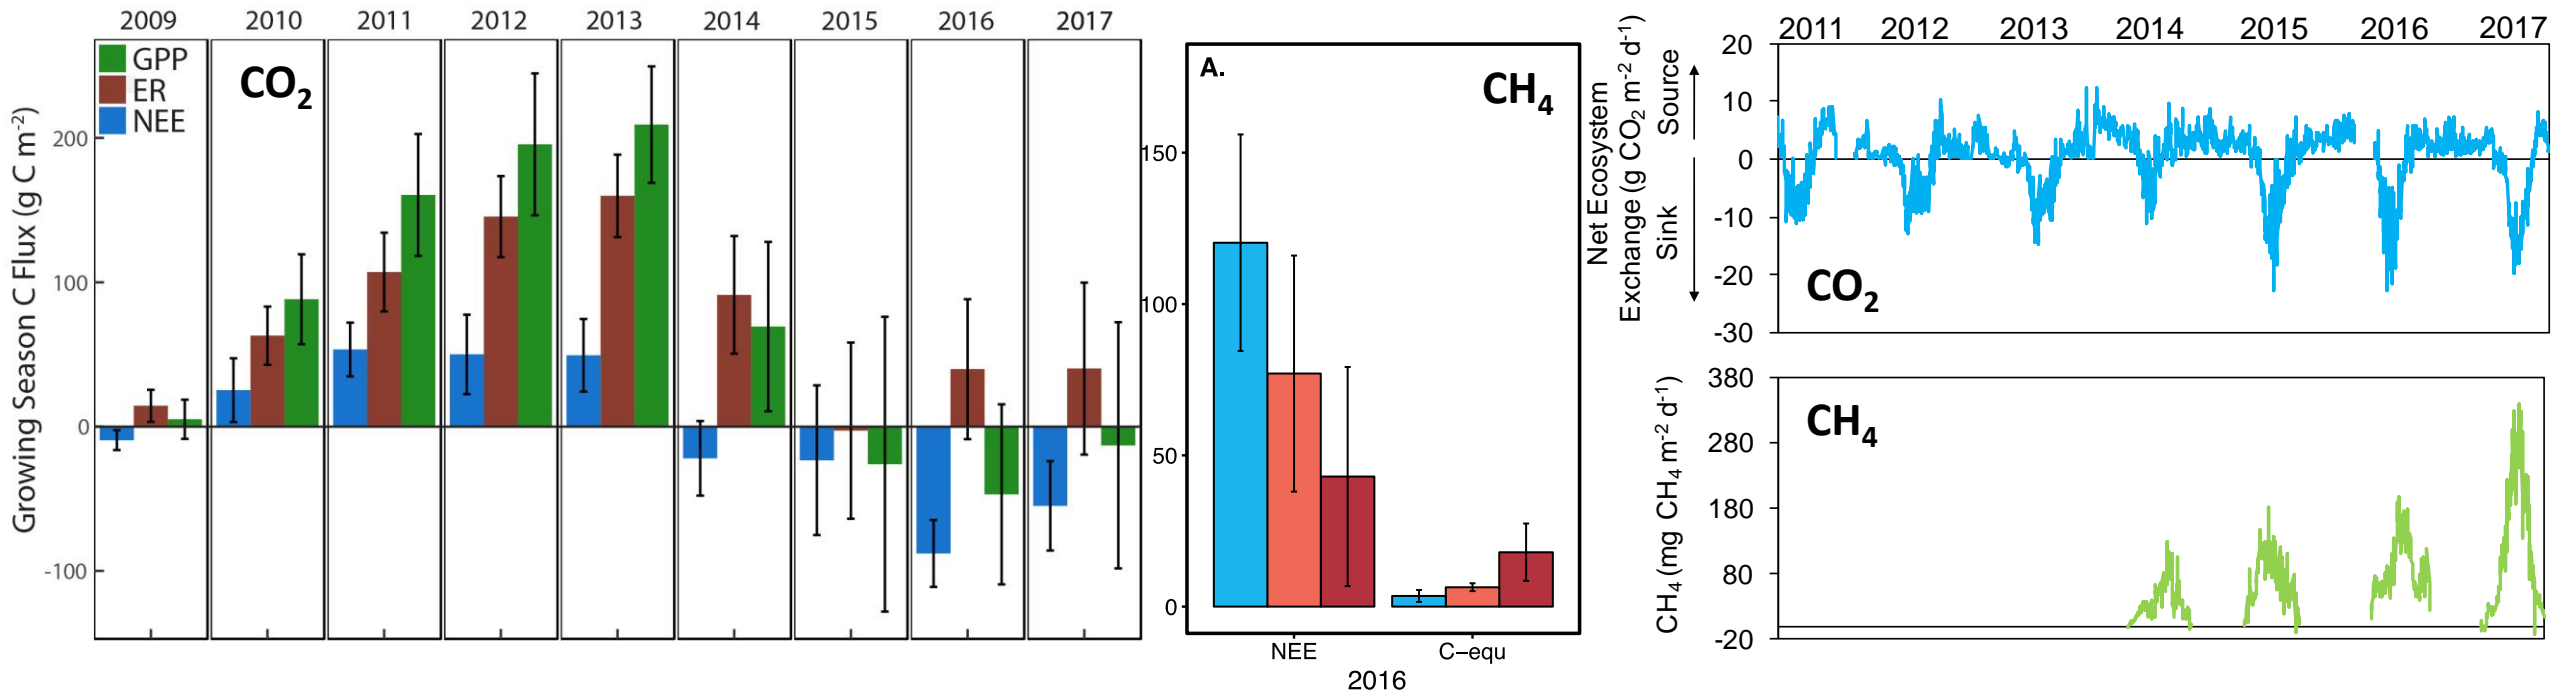 2009 2010 2011 2012 2013 2014 2015 2016 2017
GPP
ER
NEE
CO2
Growing Season C Flux (g C m-2)
200
100
0
-100
A.
CH4
150
100
50
0
NEE C−equ
2016
2011 2012 2013 2014 2015 2016 2017
Net Ecosystem
Exchange (g CO2 m-2 d-1)
Sink Source
20
10
0
-10
-20
-30
CO2
CH4 (mg CH4 m-2 d-1)
380
280
180
80
-20
CH4